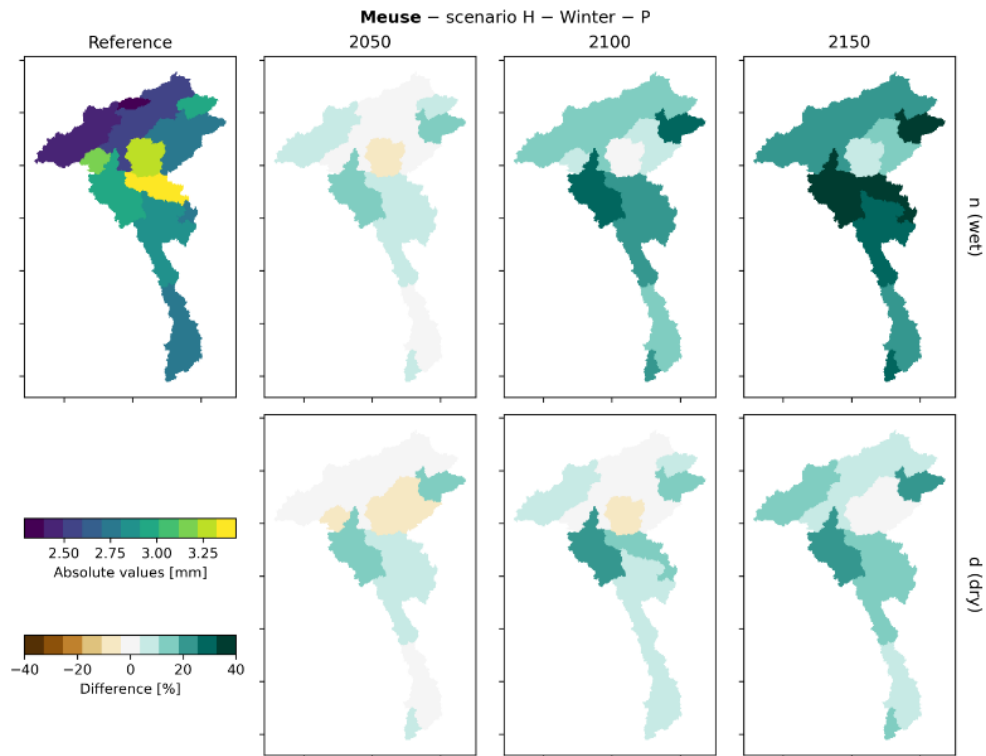 Meuse – scenario H – Winter – P
Reference
2050
2100
2150
n (wet)
d (dry)
2.50 2.75 3.00 3.25
Absolute values [mm]
−40 −20 0 20 40
Difference [%]